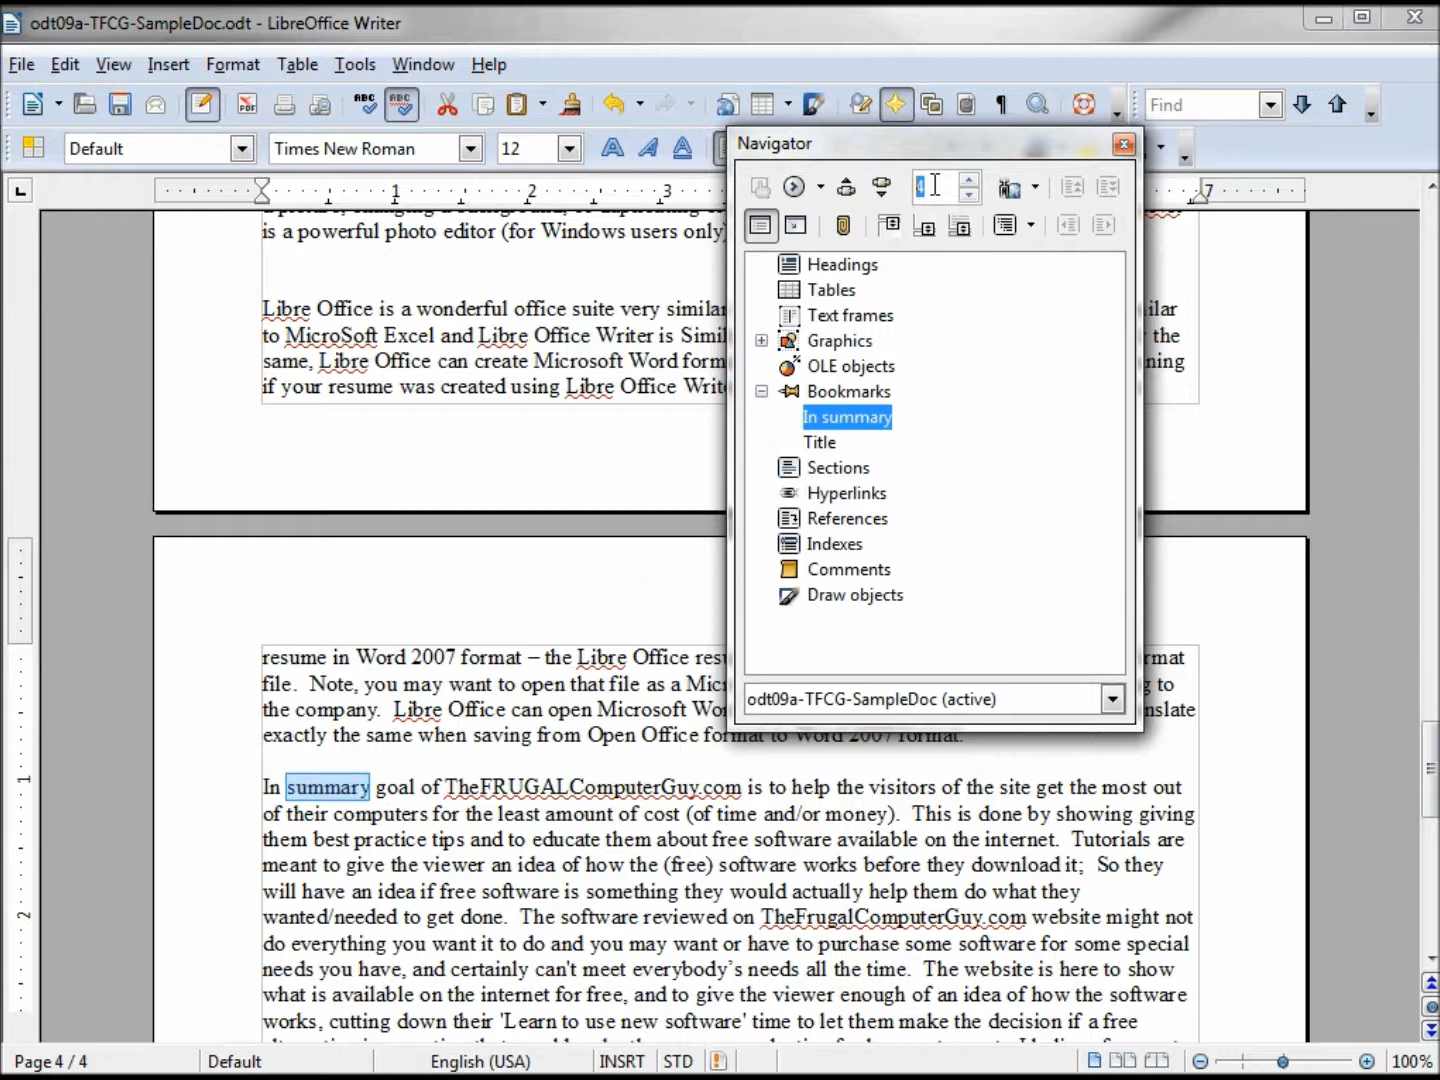 odt09a-TFCG-SampleDoc.odt - LibreOffice Writer
File Edit View Insert Format Table Tools Window Help
Find
Default Times New Roman 12
1 2 3 7
is a powerful photo editor (for Windows users only)
Libre Office is a wonderful office suite very similar
to MicroSoft Excel and Libre Office Writer is Simil the
same, Libre Office can create Microsoft Word form
if your resume was created using Libre Office Write
Navigator
4
Headings
Tables
Text frames
Graphics
OLE objects
Bookmarks
In summary
Title
Sections
Hyperlinks
References
Indexes
Comments
Draw objects
odt09a-TFCG-SampleDoc (active)
resume in Word 2007 format – the Libre Office resu rmat
file.  Note, you may want to open that file as a Mic g to
the company.  Libre Office can open Microsoft Wor nslate
exactly the same when saving from Open Office format to Word 2007 format.
In summary goal of TheFRUGALComputerGuy.com is to help the visitors of the site get the most out
of their computers for the least amount of cost (of time and/or money).  This is done by showing giving
them best practice tips and to educate them about free software available on the internet.  Tutorials are
meant to give the viewer an idea of how the (free) software works before they download it;  So they
will have an idea if free software is something they would actually help them do what they
wanted/needed to get done.  The software reviewed on TheFrugalComputerGuy.com website might not
do everything you want it to do and you may want or have to purchase some software for some special
needs you have, and certainly can't meet everybody's needs all the time.  The website is here to show
what is available on the internet for free, and to give the viewer enough of an idea of how the software
works, cutting down their 'Learn to use new software' time to let them make the decision if a free
1
2
Page 4 / 4 Default English (USA) INSRT STD 100%